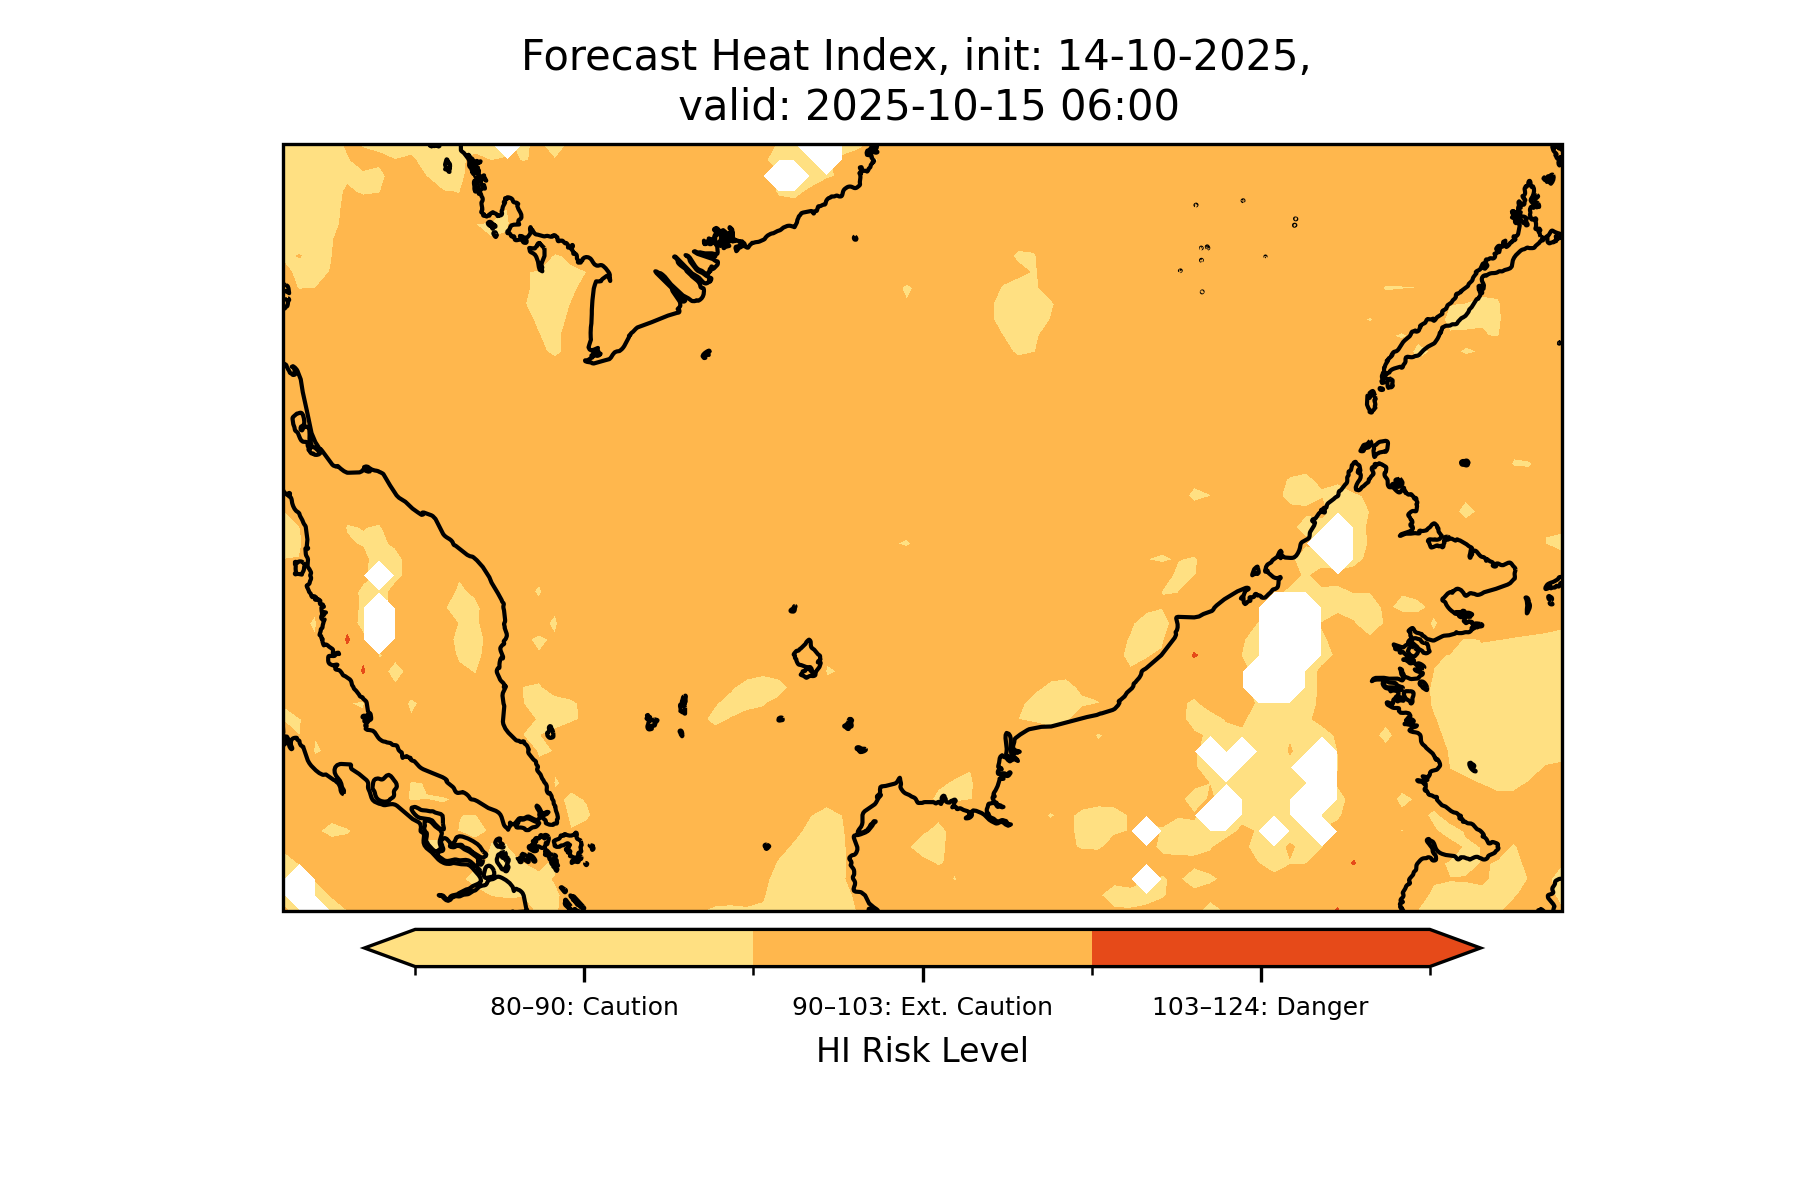 Forecast Heat Index, init: 14-10-2025,
valid: 2025-10-15 06:00
80–90: Caution
90–103: Ext. Caution
103–124: Danger
HI Risk Level